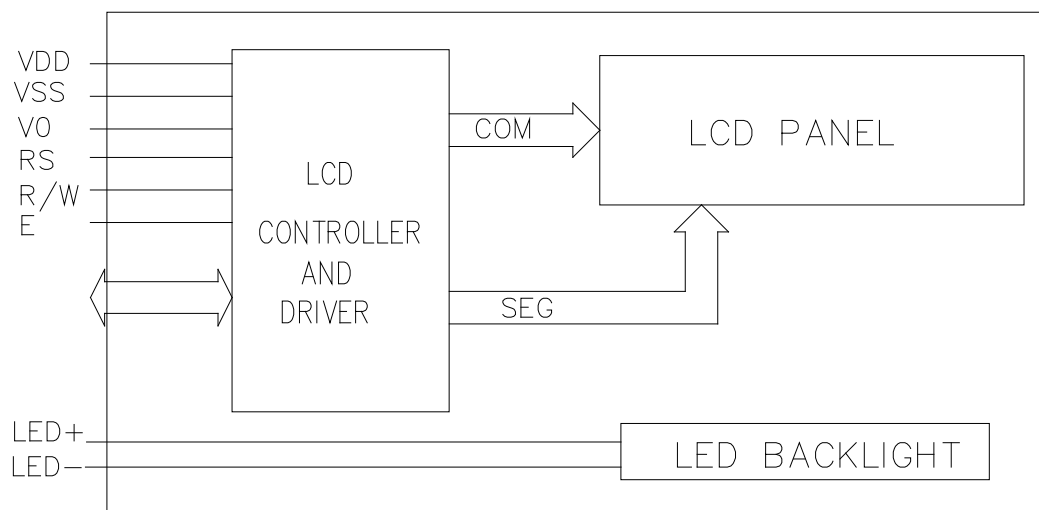 VDD
VSS
V0
RS
R/W
E
LCD
CONTROLLER
AND
DRIVER
COM
SEG
LCD PANEL
LED+
LED-
LED BACKLIGHT